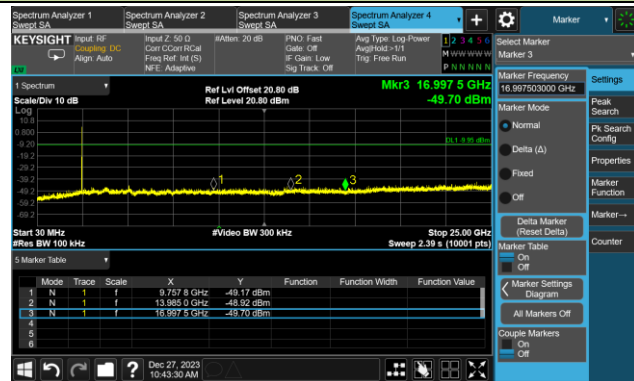 Spectrum Analyzer 1
Swept SA
Spectrum Analyzer 2
Swept SA
Spectrum Analyzer 3
Swept SA
Spectrum Analyzer 4
Swept SA
Marker
KEYSIGHT
Input: RF
Coupling: DC
Align: Auto
Input Z: 50 Ω
Corr CCorr RCal
Freq Ref: Int (S)
NFE: Adaptive
#Atten: 20 dB
PNO: Fast
Gate: Off
IF Gain: Low
Sig Track: Off
Avg Type: Log-Power
Avg|Hold:>1/1
Trig: Free Run
1 2 3 4 5 6
M W W W W W
P N N N N N
1 Spectrum
Scale/Div 10 dB
Log
Ref Lvl Offset 20.80 dB
Ref Level 20.80 dBm
Mkr3 16.997 5 GHz
-49.70 dBm
10.8
0.800
-9.20
-19.2
-29.2
-39.2
-49.2
-59.2
-69.2
1
2
3
Start 30 MHz
#Res BW 100 kHz
#Video BW 300 kHz
Stop 25.00 GHz
Sweep 2.39 s (10001 pts)
5 Marker Table
Mode Trace Scale X Y Function Function Width Function Value
1 N 1 f 9.757 8 GHz -49.17 dBm
2 N 1 f 13.985 0 GHz -48.92 dBm
3 N 1 f 16.997 5 GHz -49.70 dBm
4
5
6
Select Marker
Marker 3
Marker Frequency
16.997503000 GHz
Marker Mode
Normal
Delta (Δ)
Fixed
Off
Delta Marker
(Reset Delta)
Marker Table
On
Off
Marker Settings
Diagram
All Markers Off
Couple Markers
On
Off
Settings
Peak
Search
Pk Search
Config
Properties
Marker
Function
Marker→
Counter
?
Dec 27, 2023
10:43:30 AM